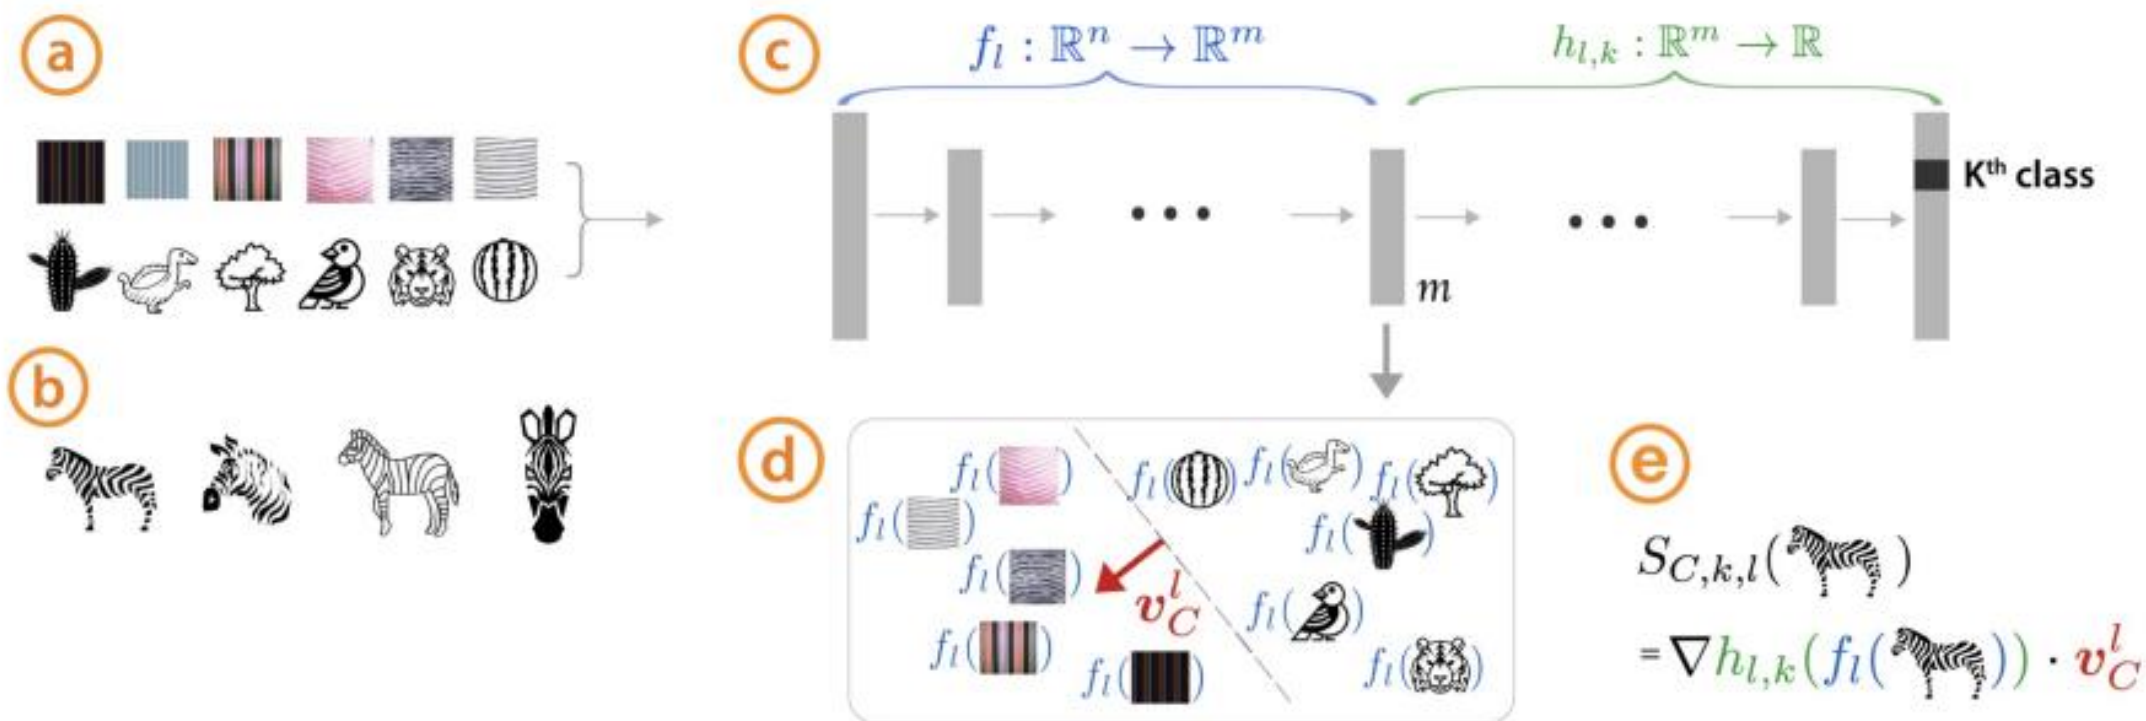 a
c
f_l : ℝ^n → ℝ^m
h_{l,k} : ℝ^m → ℝ
K^th class
m
b
d
f_l( )
f_l( )
f_l( )
f_l( )
f_l( )
f_l( )
f_l( )
f_l( )
v_C^l
f_l( )
f_l( )
f_l( )
e
S_{C,k,l}( )
= ∇h_{l,k}(f_l( )) · v_C^l